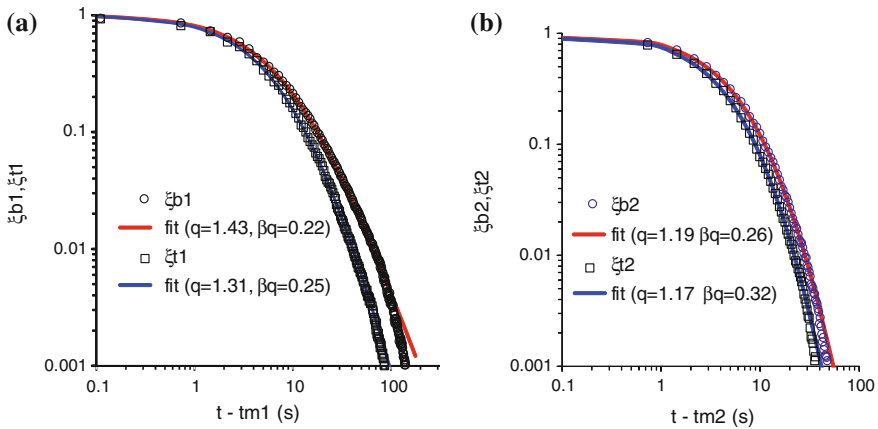 (a)
1
0.1
0.01
0.001
0.1
1
10
100
ξb1,ξt1
t - tm1 (s)
ξb1
fit (q=1.43, βq=0.22)
ξt1
fit (q=1.31, βq=0.25)
(b)
1
0.1
0.01
0.001
0.1
1
10
100
ξb2,ξt2
t - tm2 (s)
ξb2
fit (q=1.19 βq=0.26)
ξt2
fit (q=1.17 βq=0.32)